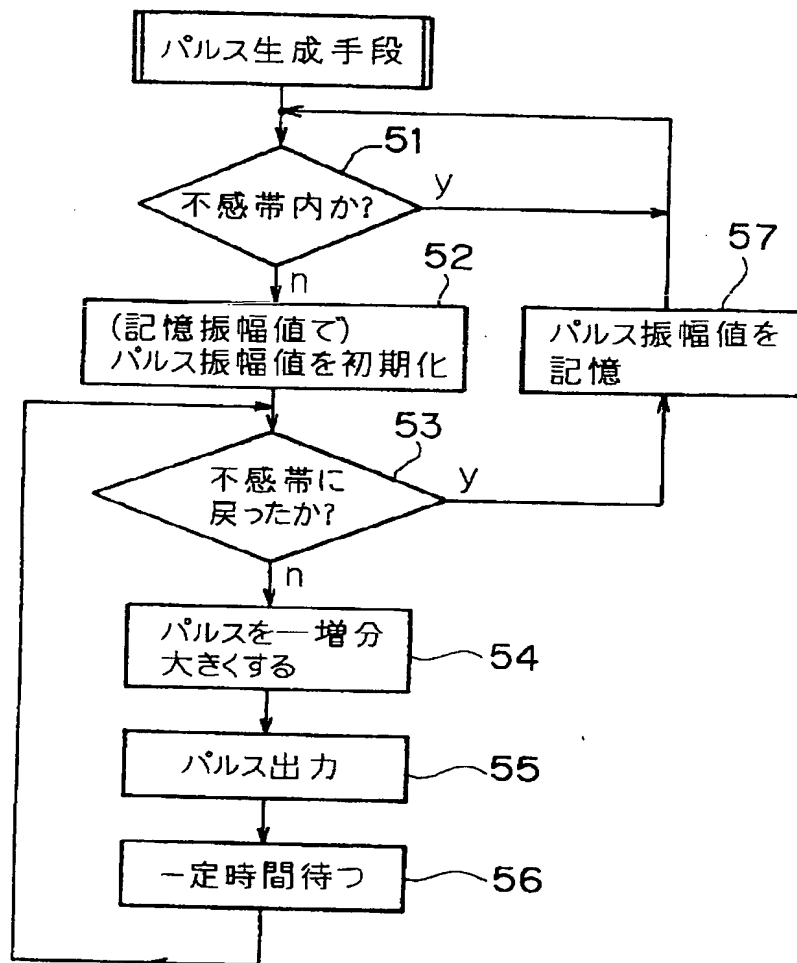 パルス生成手段
51
不感帯内か?
y
n
52
(記憶振幅値で)
パルス振幅値を初期化
57
パルス振幅値を
記憶
53
不感帯に
戻ったか?
y
n
パルスを一増分
大きくする
54
パルス出力
55
一定時間待つ
56